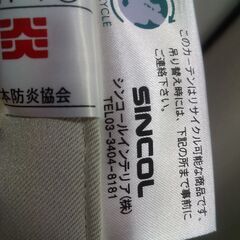 CYCLE
炎
本防炎協会
このカーテンはリサイクル可能な商品です。
吊り替え時には、下記の所まで事前に
ご連絡下さい。
SINCOL
シンコールインテリア(株)
TEL03-3404-8181